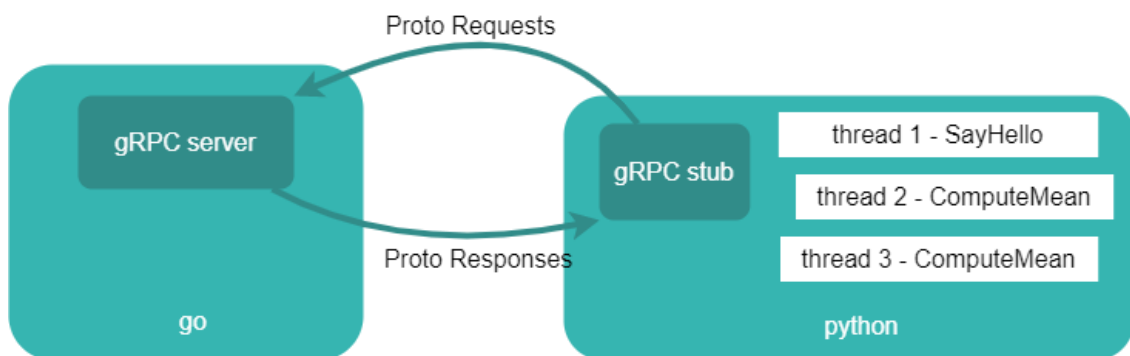 Proto Requests
gRPC server
gRPC stub
thread 1 - SayHello
thread 2 - ComputeMean
thread 3 - ComputeMean
Proto Responses
go
python